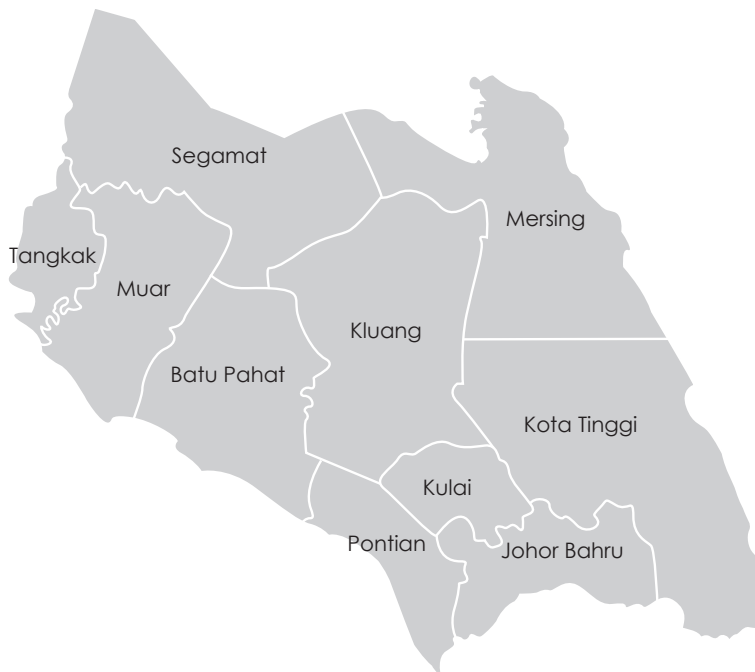 Segamat
Mersing
Tangkak
Muar
Kluang
Batu Pahat
Kota Tinggi
Kulai
Pontian
Johor Bahru